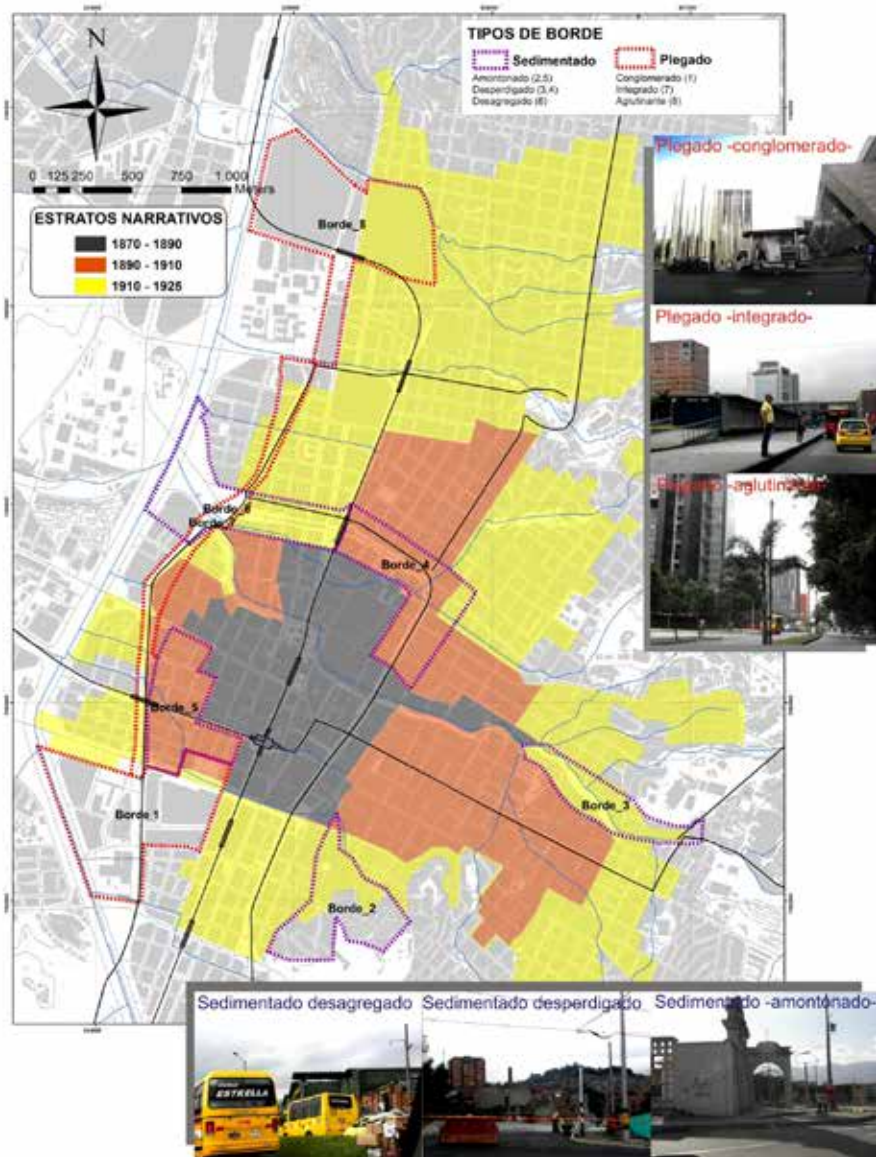 TIPOS DE BORDE
Sedimentado
Amontonado (2,5)
Desperdigado (3,4)
Desagregado (6)
Plegado
Conglomerado (1)
Integrado (7)
Aglutinante (8)
N
0 125 250 500 750 1.000
Meters
ESTRATOS NARRATIVOS
1870 - 1890
1890 - 1910
1910 - 1925
Borde_8
Borde_6
Borde_4
Borde_5
Borde_1
Borde_3
Borde_2
Plegado -conglomerado-
Plegado -integrado-
Plegado -aglutinante-
Sedimentado desagregado
Sedimentado desperdigado
Sedimentado -amontonado-
ESTRELLA